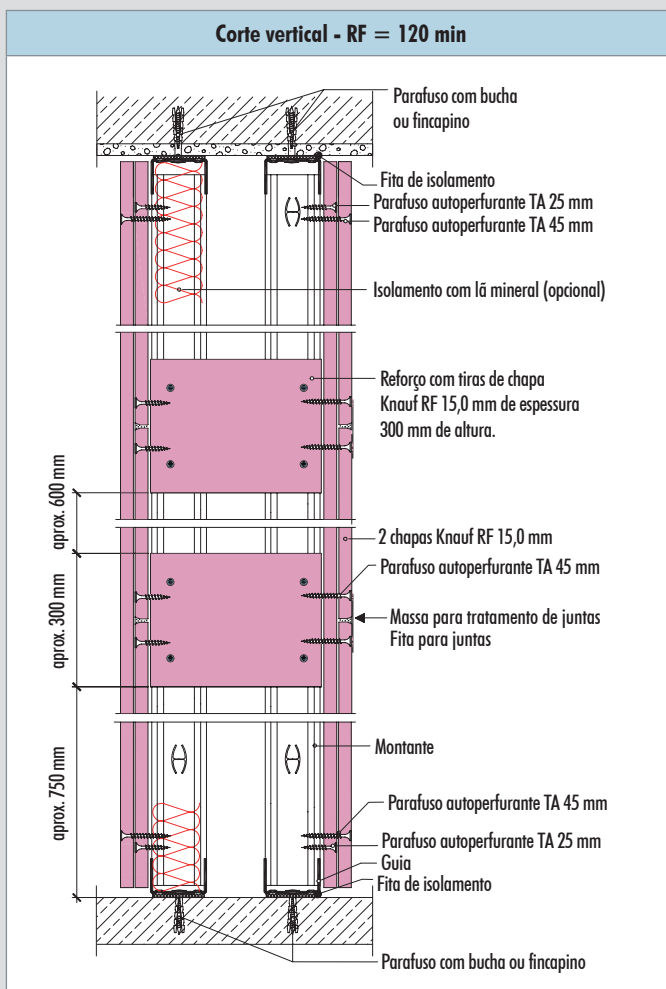 Corte vertical - RF = 120 min
Parafuso com bucha
ou fincapino
Fita de isolamento
Parafuso autoperfurante TA 25 mm
Parafuso autoperfurante TA 45 mm
Isolamento com lã mineral (opcional)
Reforço com tiras de chapa
Knauf RF 15,0 mm de espessura
300 mm de altura.
aprox. 600 mm
2 chapas Knauf RF 15,0 mm
Parafuso autoperfurante TA 45 mm
aprox. 300 mm
Massa para tratamento de juntas
Fita para juntas
Montante
aprox. 750 mm
Parafuso autoperfurante TA 45 mm
Parafuso autoperfurante TA 25 mm
Guia
Fita de isolamento
Parafuso com bucha ou fincapino